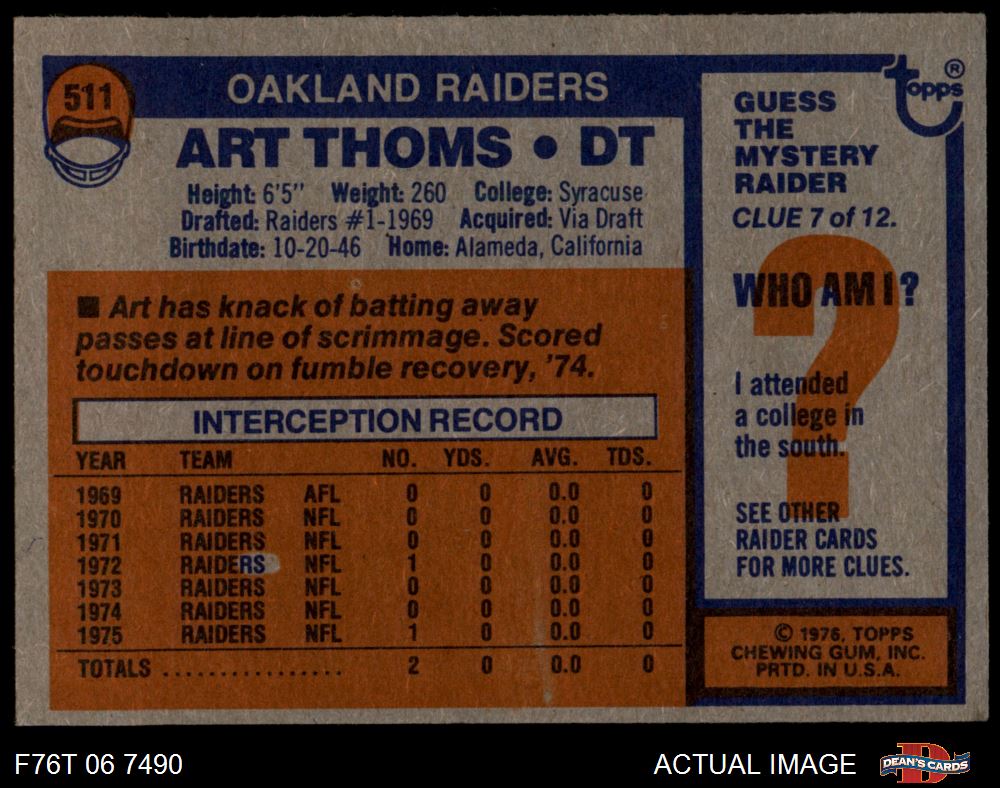 511
OAKLAND RAIDERS
ART THOMS • DT
Height: 6'5" Weight: 260 College: Syracuse
Drafted: Raiders #1-1969 Acquired: Via Draft
Birthdate: 10-20-46 Home: Alameda, California
■ Art has knack of batting away
passes at line of scrimmage. Scored
touchdown on fumble recovery, '74.
INTERCEPTION RECORD
YEAR TEAM NO. YDS. AVG. TDS.
1969 RAIDERS AFL 0 0 0.0 0
1970 RAIDERS NFL 0 0 0.0 0
1971 RAIDERS NFL 0 0 0.0 0
1972 RAIDERS NFL 1 0 0.0 0
1973 RAIDERS NFL 0 0 0.0 0
1974 RAIDERS NFL 0 0 0.0 0
1975 RAIDERS NFL 1 0 0.0 0
TOTALS ................ 2 0 0.0 0
topps ®
GUESS
THE
MYSTERY
RAIDER
CLUE 7 of 12.
?
WHO AM I?
I attended
a college in
the south.
SEE OTHER
RAIDER CARDS
FOR MORE CLUES.
© 1976, TOPPS
CHEWING GUM, INC.
PRTD. IN U.S.A.
F76T 06 7490
ACTUAL IMAGE
D
DEAN'S CARDS